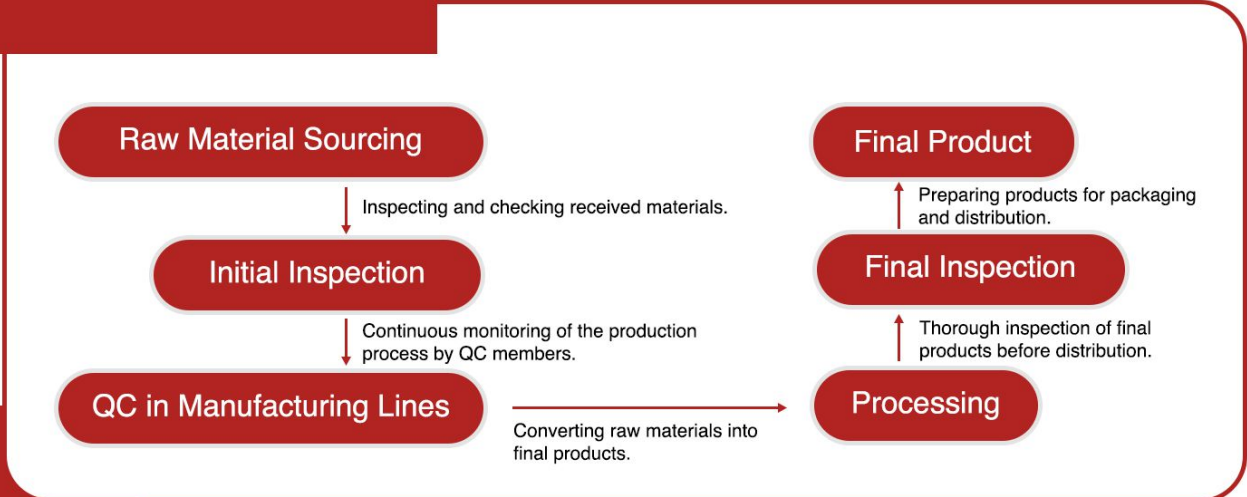 Raw Material Sourcing
Inspecting and checking received materials.
Initial Inspection
Continuous monitoring of the production
process by QC members.
QC in Manufacturing Lines
Converting raw materials into
final products.
Processing
Thorough inspection of final
products before distribution.
Final Inspection
Preparing products for packaging
and distribution.
Final Product